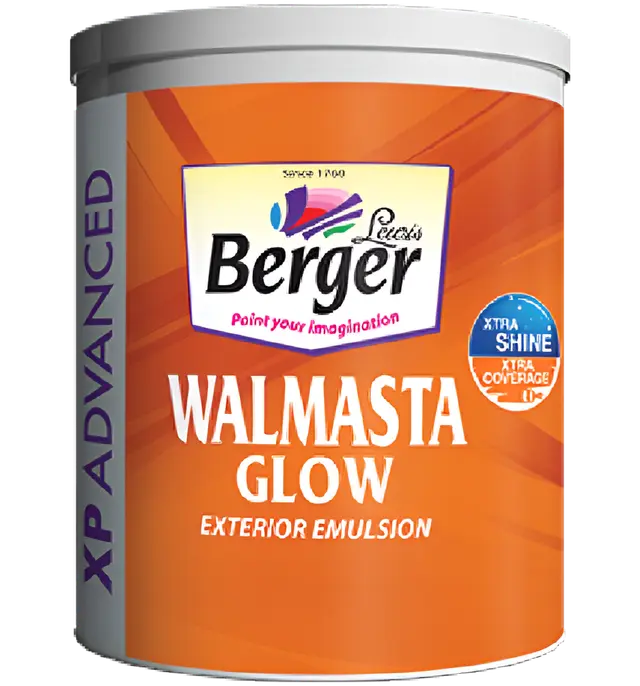 Since 1760
Lewis
Berger
Paint your imagination
XTRA
SHINE
XTRA
COVERAGE
WALMASTA
GLOW
EXTERIOR EMULSION
XP ADVANCED